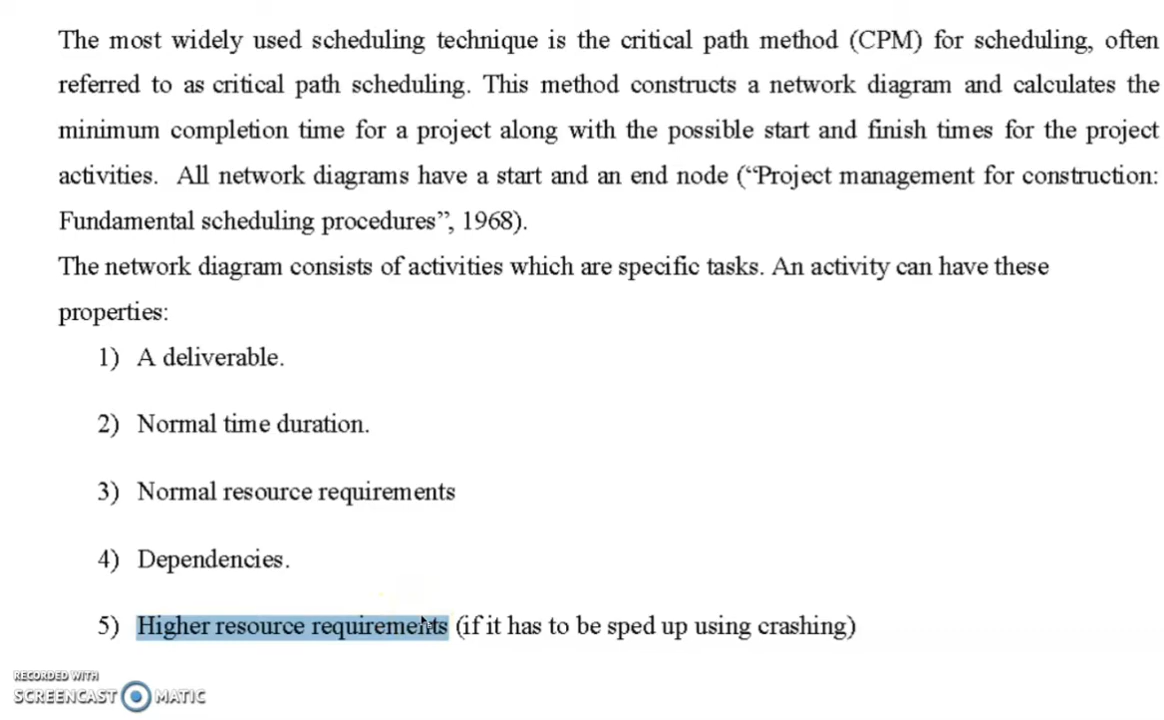 The most widely used scheduling technique is the critical path method (CPM) for scheduling, often
referred to as critical path scheduling. This method constructs a network diagram and calculates the
minimum completion time for a project along with the possible start and finish times for the project
activities. All network diagrams have a start and an end node (“Project management for construction:
Fundamental scheduling procedures”, 1968).
The network diagram consists of activities which are specific tasks. An activity can have these
properties:
1) A deliverable.
2) Normal time duration.
3) Normal resource requirements
4) Dependencies.
5) Higher resource requirements (if it has to be sped up using crashing)
RECORDED WITH
SCREENCAST MATIC